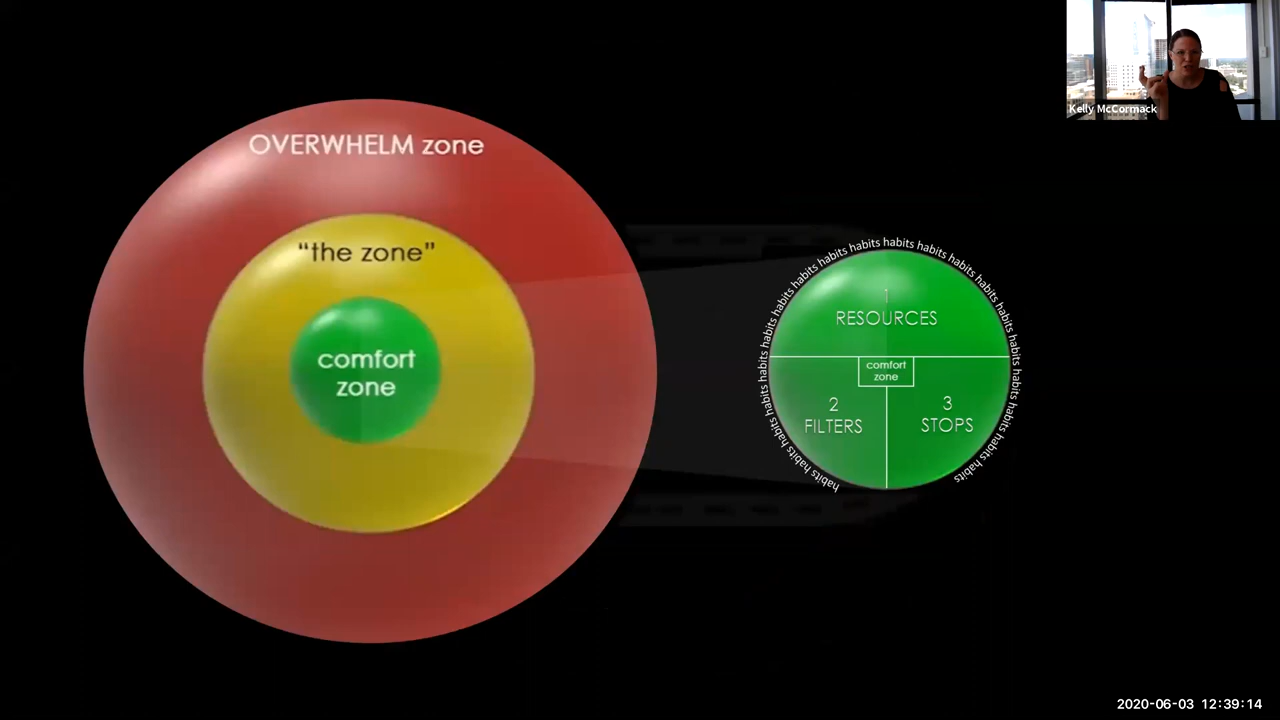 Kelly McCormack
OVERWHELM zone
“the zone”
comfort
zone
habits habits habits habits habits habits habits habits habits habits habits habits habits habits habits habits habits habits habits habits
1
RESOURCES
comfort
zone
2
FILTERS
3
STOPS
2020-06-03 12:39:14